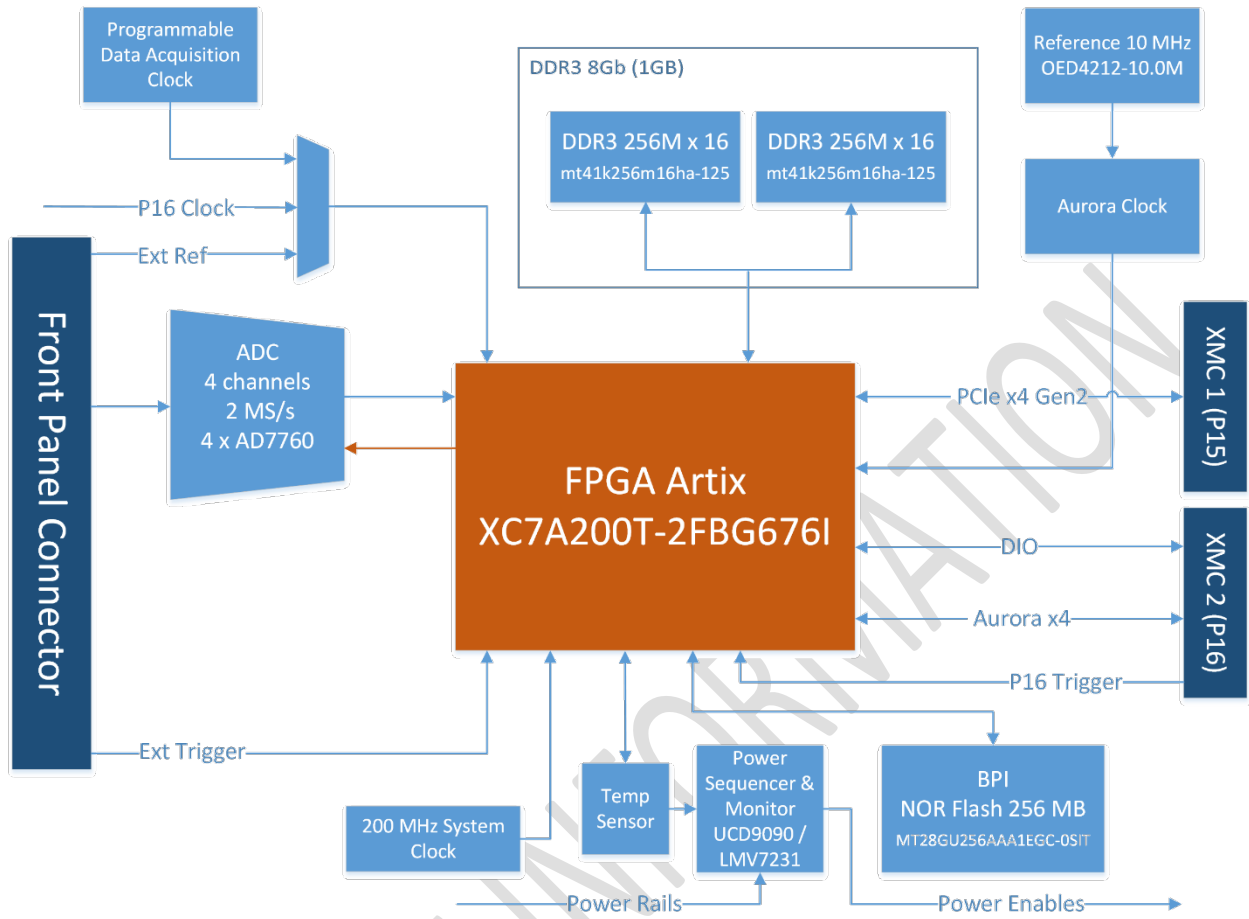 Programmable
Data Acquisition
Clock
DDR3 8Gb (1GB)
DDR3 256M x 16
mt41k256m16ha-125
DDR3 256M x 16
mt41k256m16ha-125
Reference 10 MHz
OED4212-10.0M
Aurora Clock
P16 Clock
Ext Ref
Front Panel Connector
ADC
4 channels
2 MS/s
4 x AD7760
FPGA Artix
XC7A200T-2FBG676I
PCIe x4 Gen2
XMC 1 (P15)
DIO
Aurora x4
XMC 2 (P16)
P16 Trigger
Ext Trigger
200 MHz System
Clock
Temp
Sensor
Power
Sequencer &
Monitor
UCD9090 /
LMV7231
BPI
NOR Flash 256 MB
MT28GU256AAA1EGC-0SIT
Power Rails
Power Enables
INFORMATION